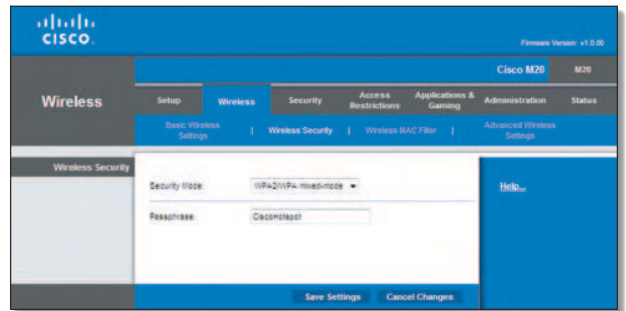 CISCO
Firmware Version: v1.0.00
Cisco M20 M20
Wireless
Setup Wireless Security Access Restrictions Applications & Gaming Administration Status
Basic Wireless Settings | Wireless Security | Wireless MAC Filter | Advanced Wireless Settings
Wireless Security
Security Mode: WPA2/WPA mixed-mode
Passphrase: Ciscohotspot
Help...
Save Settings Cancel Changes